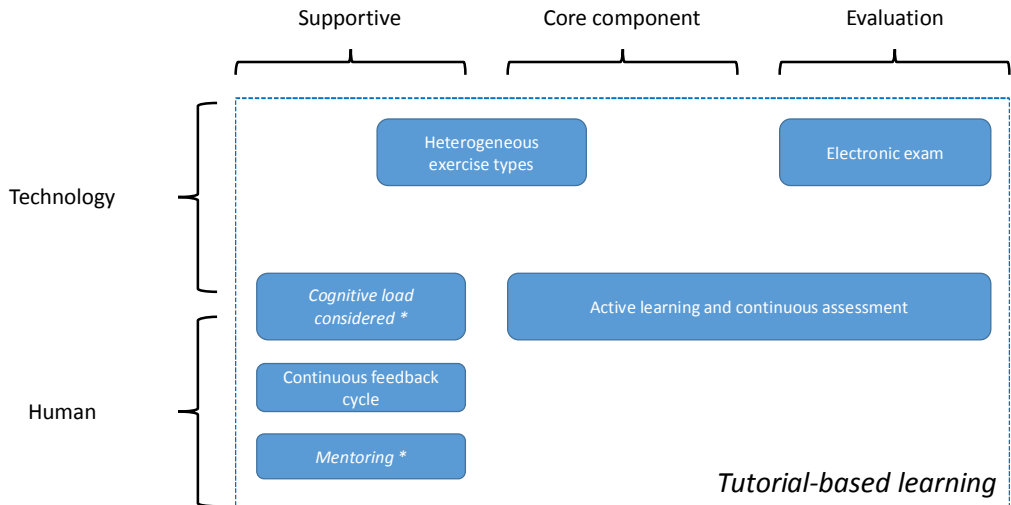 Supportive
Core component
Evaluation
Heterogeneous
exercise types
Electronic exam
Technology
Cognitive load
considered *
Active learning and continuous assessment
Continuous feedback
cycle
Human
Mentoring *
Tutorial-based learning